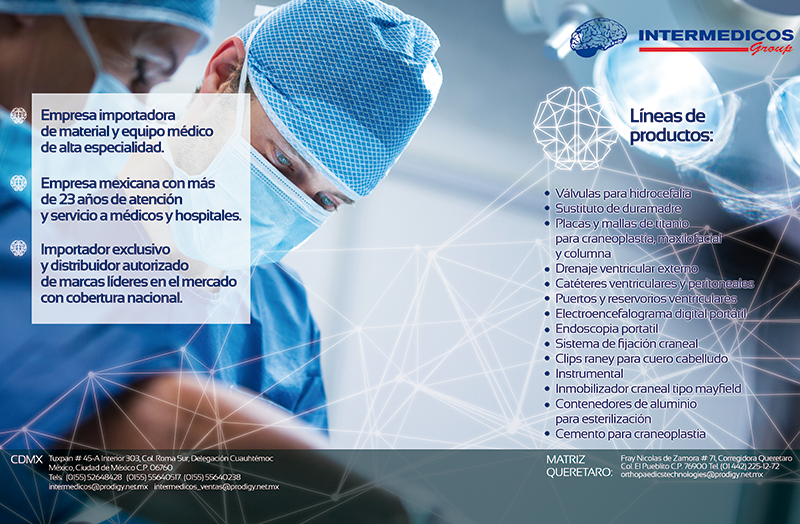 INTERMEDICOS
Group
Empresa importadora
de material y equipo médico
de alta especialidad.
Empresa mexicana con más
de 23 años de atención
y servicio a médicos y hospitales.
Importador exclusivo
y distribuidor autorizado
de marcas líderes en el mercado
con cobertura nacional.
Líneas de
productos:
• Válvulas para hidrocefalia
• Sustituto de duramadre
• Placas y mallas de titanio
para craneoplastia, maxilofacial
y columna
• Drenaje ventricular externo
• Catéteres ventriculares y peritoneales
• Puertos y reservorios ventriculares
• Electroencefalograma digital portátil
• Endoscopia portatil
• Sistema de fijación craneal
• Clips raney para cuero cabelludo
• Instrumental
• Inmobilizador craneal tipo mayfield
• Contenedores de aluminio
para esterilización
• Cemento para craneoplastia
CDMX
Tuxpan # 45-A Interior 303, Col. Roma Sur, Delegación Cuauhtémoc
México, Ciudad de México C.P. 06760
Tels. (0155) 52648428 (0155) 55640517 (0155) 55640238
intermedicos@prodigy.net.mx intermedicos_ventas@prodigy.net.mx
MATRIZ
QUERETARO:
Fray Nicolas de Zamora # 71, Corregidora Queretaro
Col. El Pueblito C.P. 76900 Tel. (01 442) 225-12-72
orthopaedicstechnologies@prodigy.net.mx